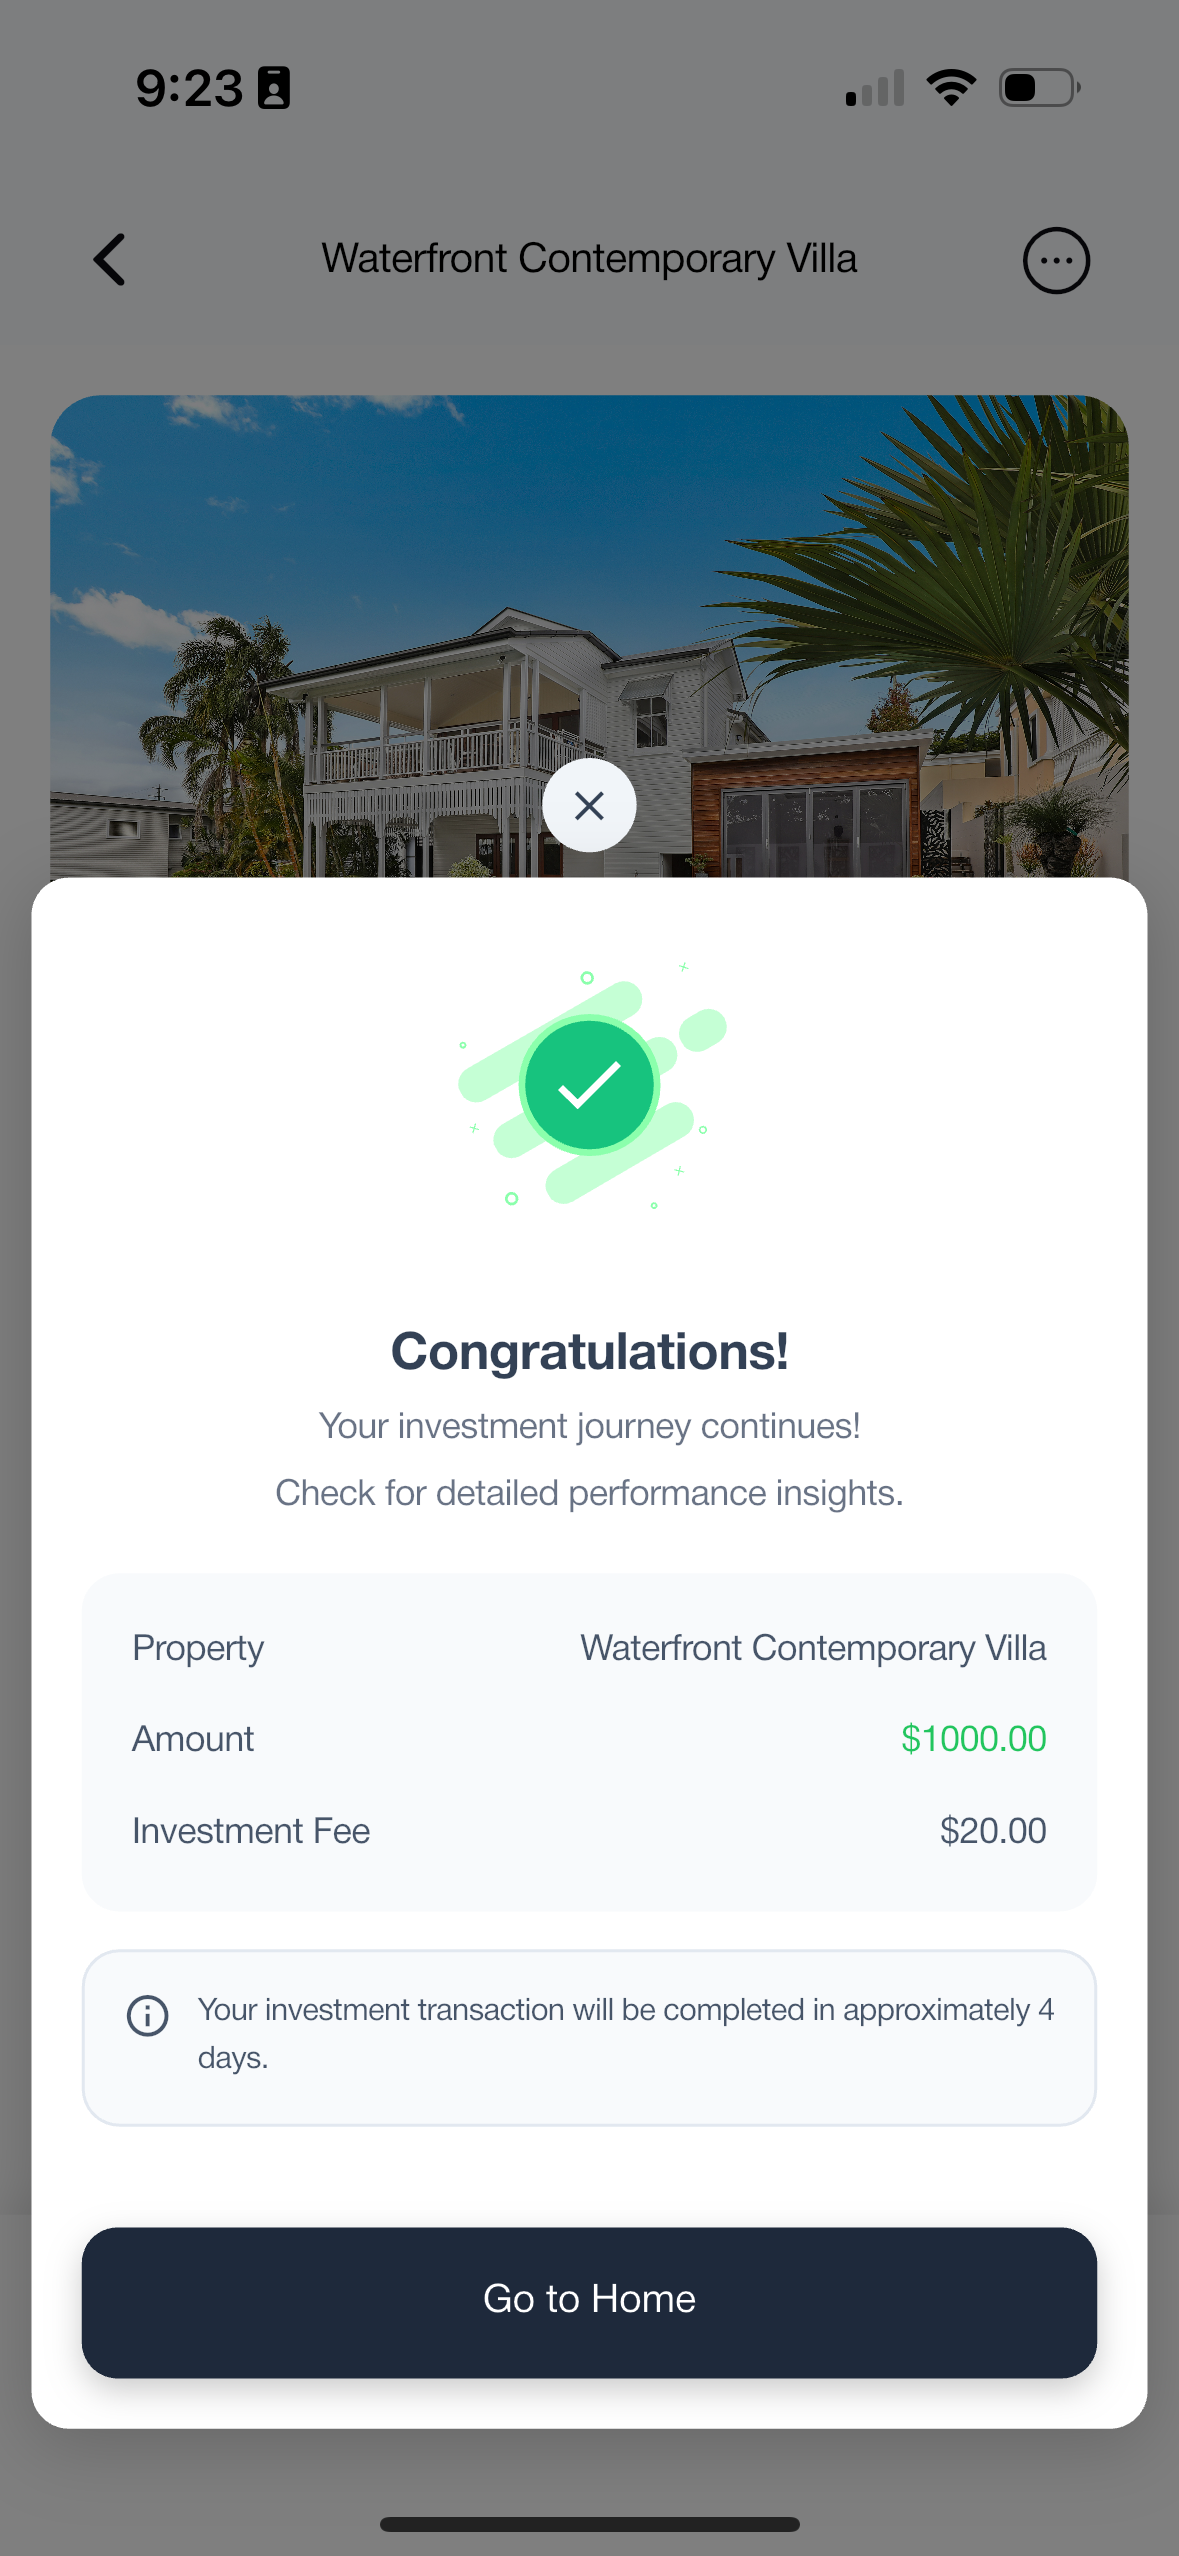 9:23
Waterfront Contemporary Villa
Congratulations!
Your investment journey continues!
Check for detailed performance insights.
Property
Waterfront Contemporary Villa
Amount
$1000.00
Investment Fee
$20.00
Your investment transaction will be completed in approximately 4
days.
Go to Home